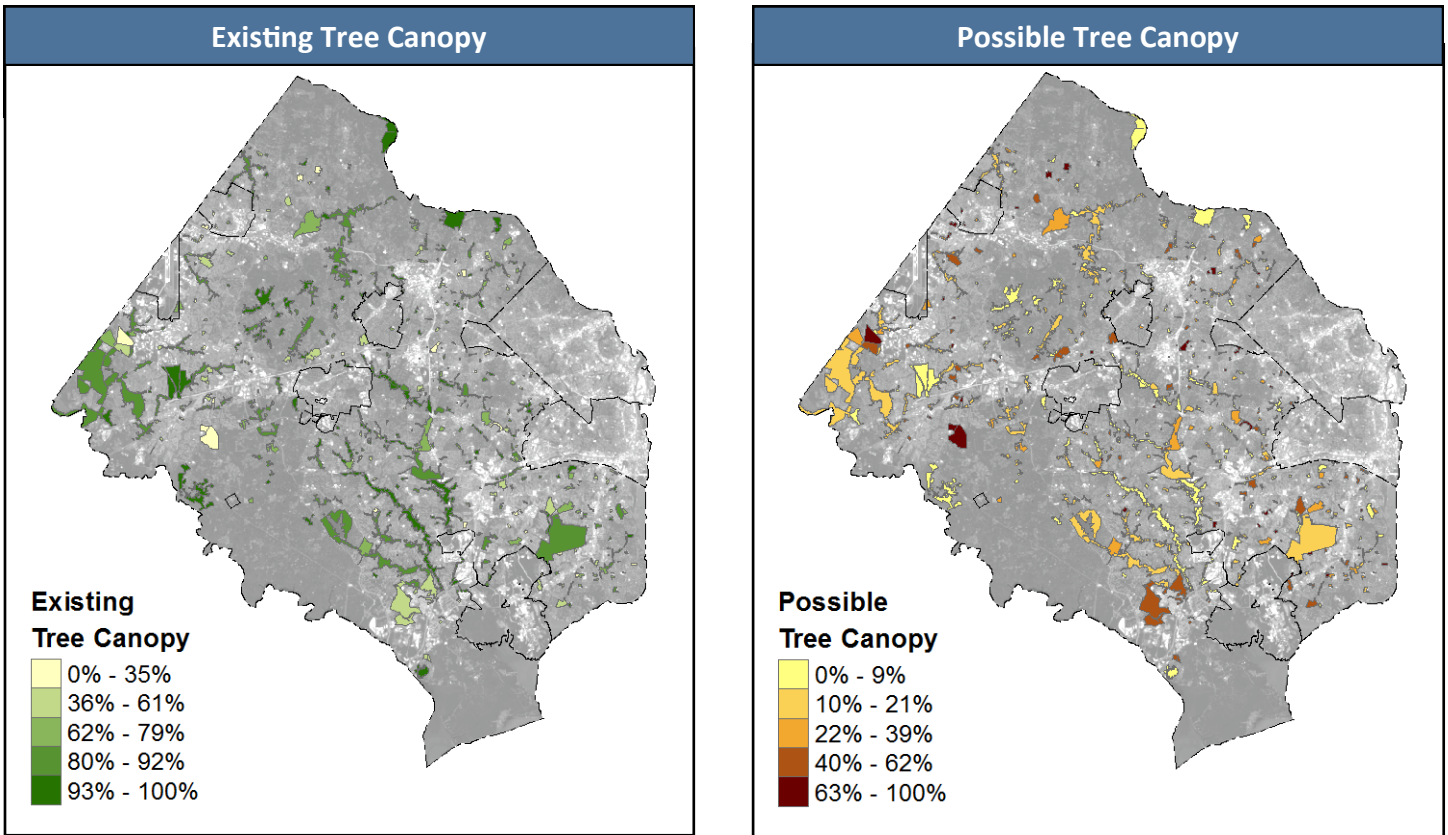 Existing Tree Canopy
Existing
Tree Canopy
0% - 35%
36% - 61%
62% - 79%
80% - 92%
93% - 100%
Possible Tree Canopy
Possible
Tree Canopy
0% - 9%
10% - 21%
22% - 39%
40% - 62%
63% - 100%